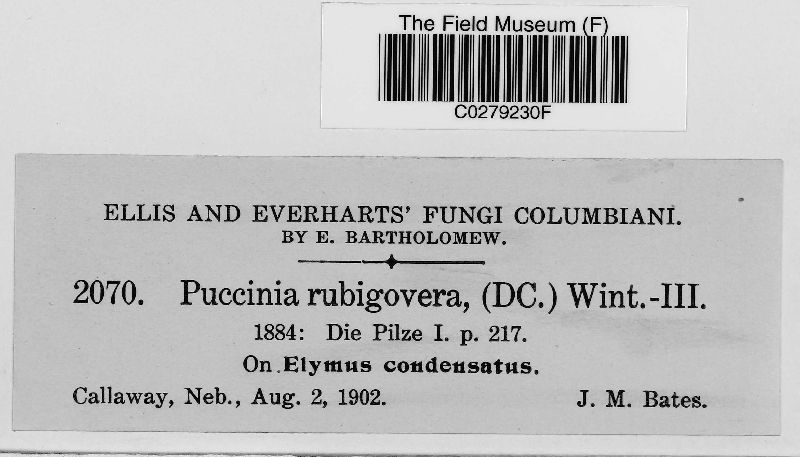 The Field Museum (F)
C0279230F
ELLIS AND EVERHARTS' FUNGI COLUMBIANI.
BY E. BARTHOLOMEW.
2070. Puccinia rubigovera, (DC.) Wint.-III.
1884: Die Pilze I. p. 217.
On Elymus condensatus.
Callaway, Neb., Aug. 2, 1902. J. M. Bates.